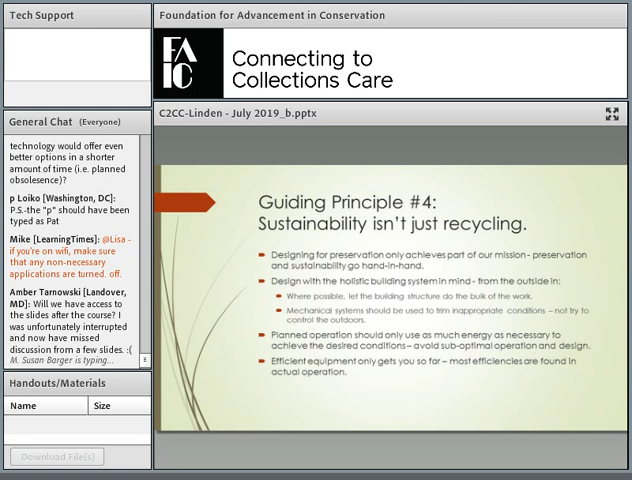 Tech Support
Foundation for Advancement in Conservation
FAIC
Connecting to
Collections Care
General Chat (Everyone)
technology would offer even
better options in a shorter
amount of time (i.e. planned
obsolesence)?
p Loiko [Washington, DC]:
P.S.-the "p" should have been
typed as Pat
Mike [LearningTimes]: @Lisa -
if you're on wifi, make sure
that any non-necessary
applications are turned. off.
Amber Tarnowski [Landover,
MD]: Will we have access to
the slides after the course? I
was unfortunately interrupted
and now have missed
discussion from a few slides. :(
M. Susan Barger is typing...
Handouts/Materials
Name Size
Download File(s)
C2CC-Linden - July 2019_b.pptx
Guiding Principle #4:
Sustainability isn't just recycling.
Designing for preservation only achieves part of our mission - preservation
and sustainability go hand-in-hand.
Design with the holistic building system in mind - from the outside in:
Where possible, let the building structure do the bulk of the work.
Mechanical systems should be used to trim inappropriate conditions – not try to
control the outdoors.
Planned operation should only use as much energy as necessary to
achieve the desired conditions – avoid sub-optimal operation and design.
Efficient equipment only gets you so far – most efficiencies are found in
actual operation.